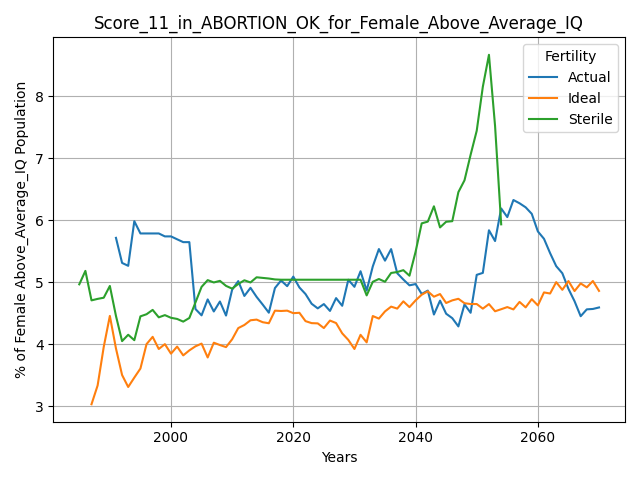 Score_11_in_ABORTION_OK_for_Female_Above_Average_IQ
% of Female Above_Average_IQ Population
8
7
6
5
4
3
Fertility
Actual
Ideal
Sterile
2000
2020
2040
2060
Years